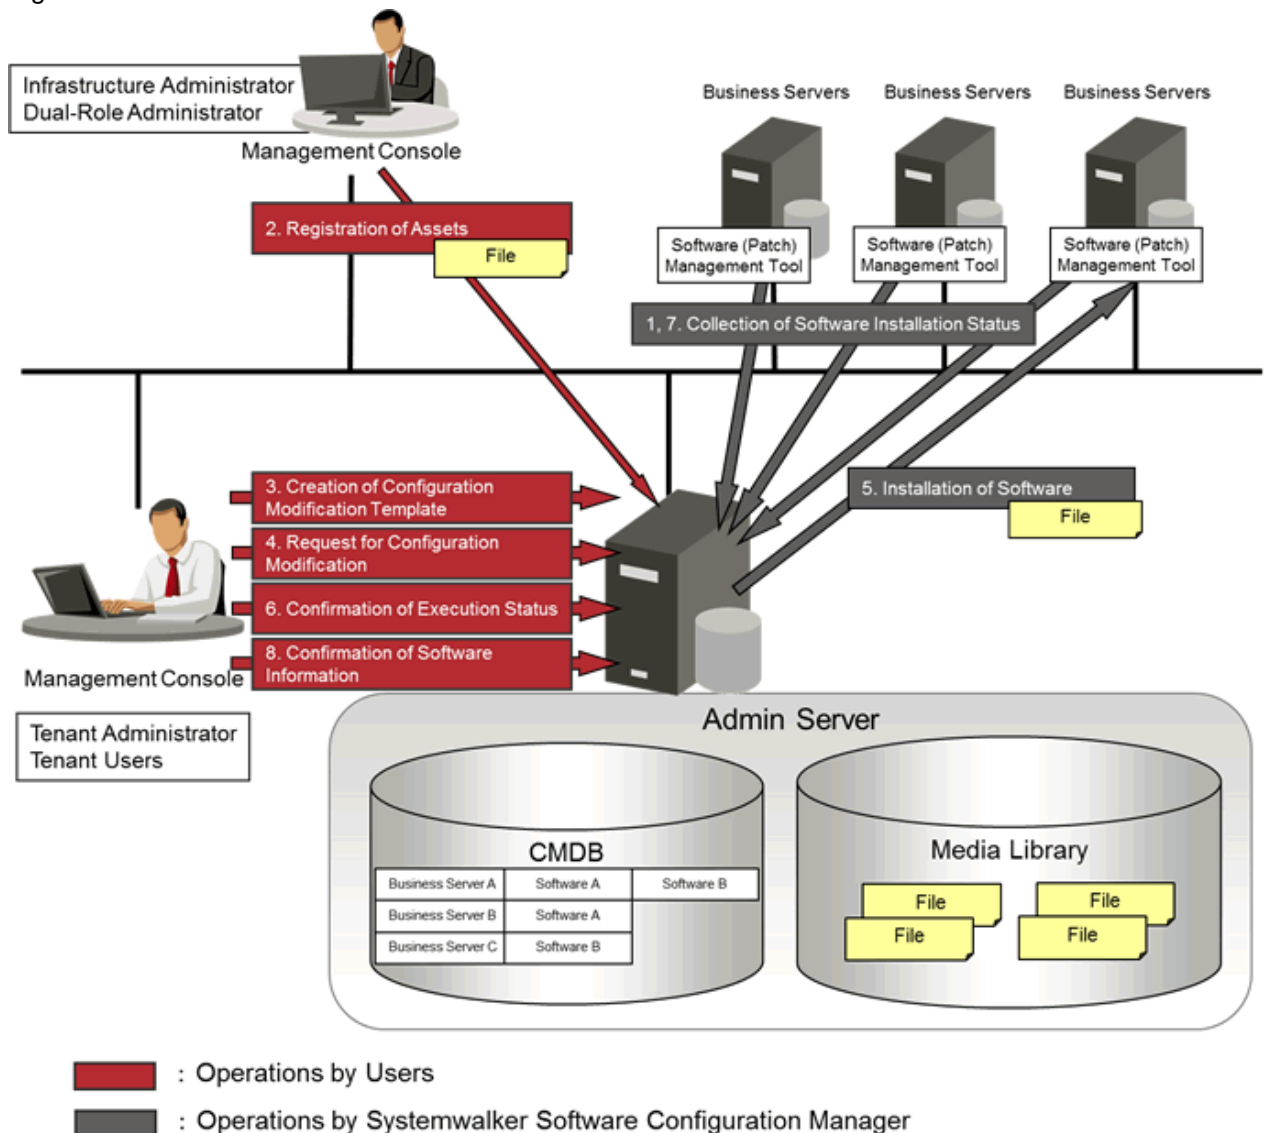 Infrastructure Administrator
Dual-Role Administrator
Management Console
Business Servers
Business Servers
Business Servers
2. Registration of Assets
File
Software (Patch)
Management Tool
Software (Patch)
Management Tool
Software (Patch)
Management Tool
1, 7. Collection of Software Installation Status
3. Creation of Configuration
Modification Template
4. Request for Configuration
Modification
6. Confirmation of Execution Status
8. Confirmation of Software
Information
5. Installation of Software
File
Management Console
Tenant Administrator
Tenant Users
Admin Server
CMDB
Business Server A Software A Software B
Business Server B Software A
Business Server C Software B
Media Library
File
File
File
File
: Operations by Users
: Operations by Systemwalker Software Configuration Manager